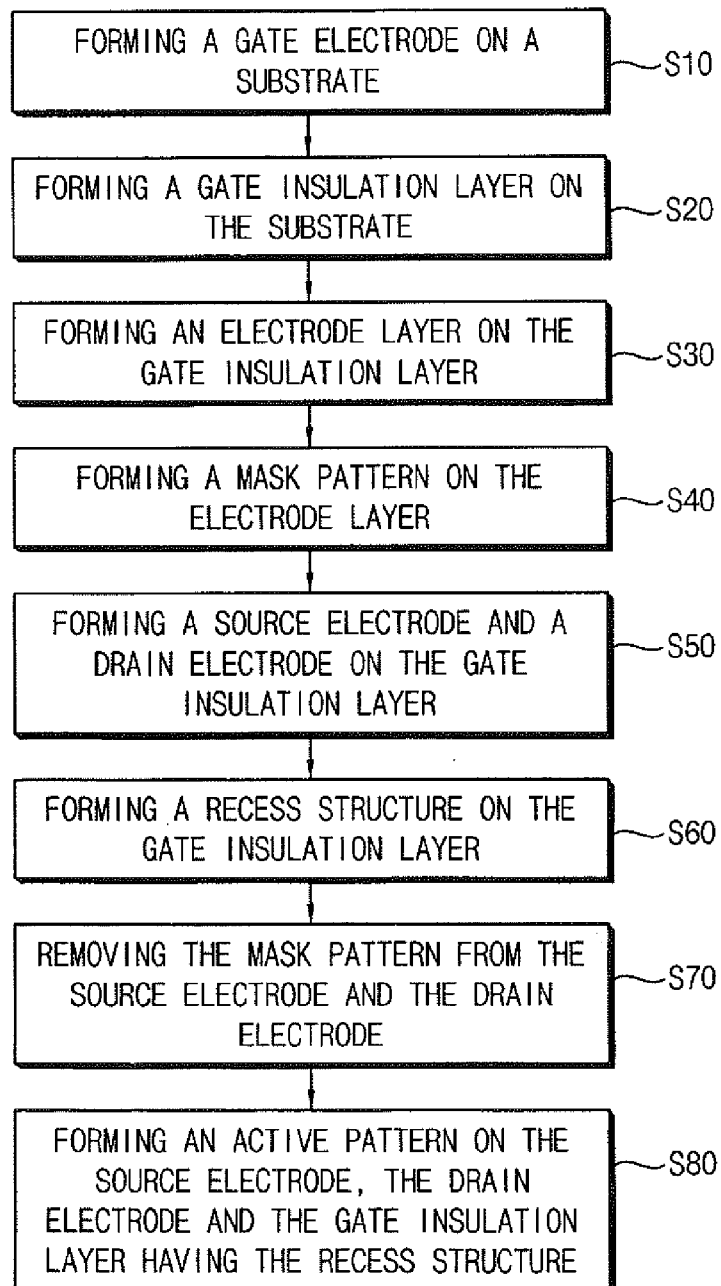 FORMING A GATE ELECTRODE ON A
SUBSTRATE
S10
FORMING A GATE INSULATION LAYER ON
THE SUBSTRATE
S20
FORMING AN ELECTRODE LAYER ON THE
GATE INSULATION LAYER
S30
FORMING A MASK PATTERN ON THE
ELECTRODE LAYER
S40
FORMING A SOURCE ELECTRODE AND A
DRAIN ELECTRODE ON THE GATE
INSULATION LAYER
S50
FORMING A RECESS STRUCTURE ON THE
GATE INSULATION LAYER
S60
REMOVING THE MASK PATTERN FROM THE
SOURCE ELECTRODE AND THE DRAIN
ELECTRODE
S70
FORMING AN ACTIVE PATTERN ON THE
SOURCE ELECTRODE, THE DRAIN
ELECTRODE AND THE GATE INSULATION
LAYER HAVING THE RECESS STRUCTURE
S80